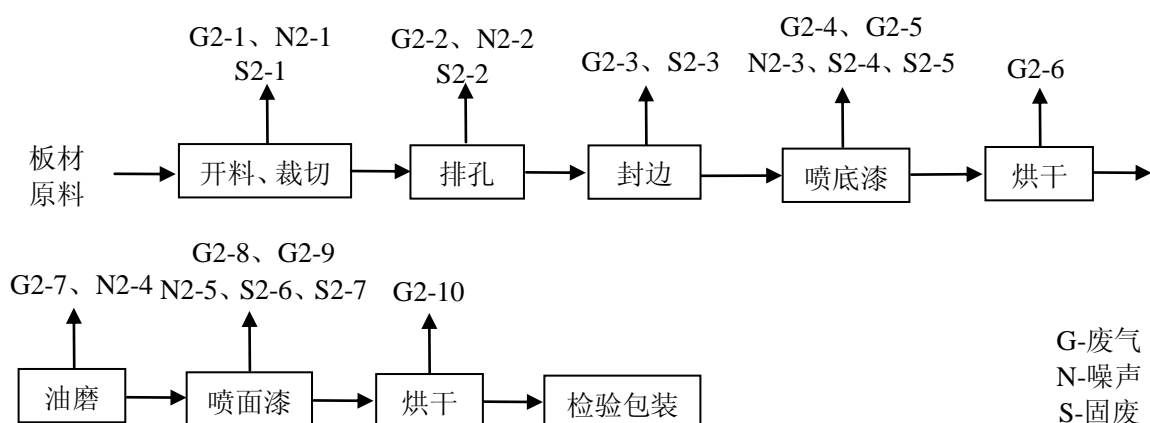 G2-1、N2-1
S2-1
G2-2、N2-2
S2-2
G2-3、S2-3
G2-4、G2-5
N2-3、S2-4、S2-5
G2-6
板材
原料
开料、裁切
排孔
封边
喷底漆
烘干
G2-7、N2-4
G2-8、G2-9
N2-5、S2-6、S2-7
G2-10
油磨
喷面漆
烘干
检验包装
G-废气
N-噪声
S-固废